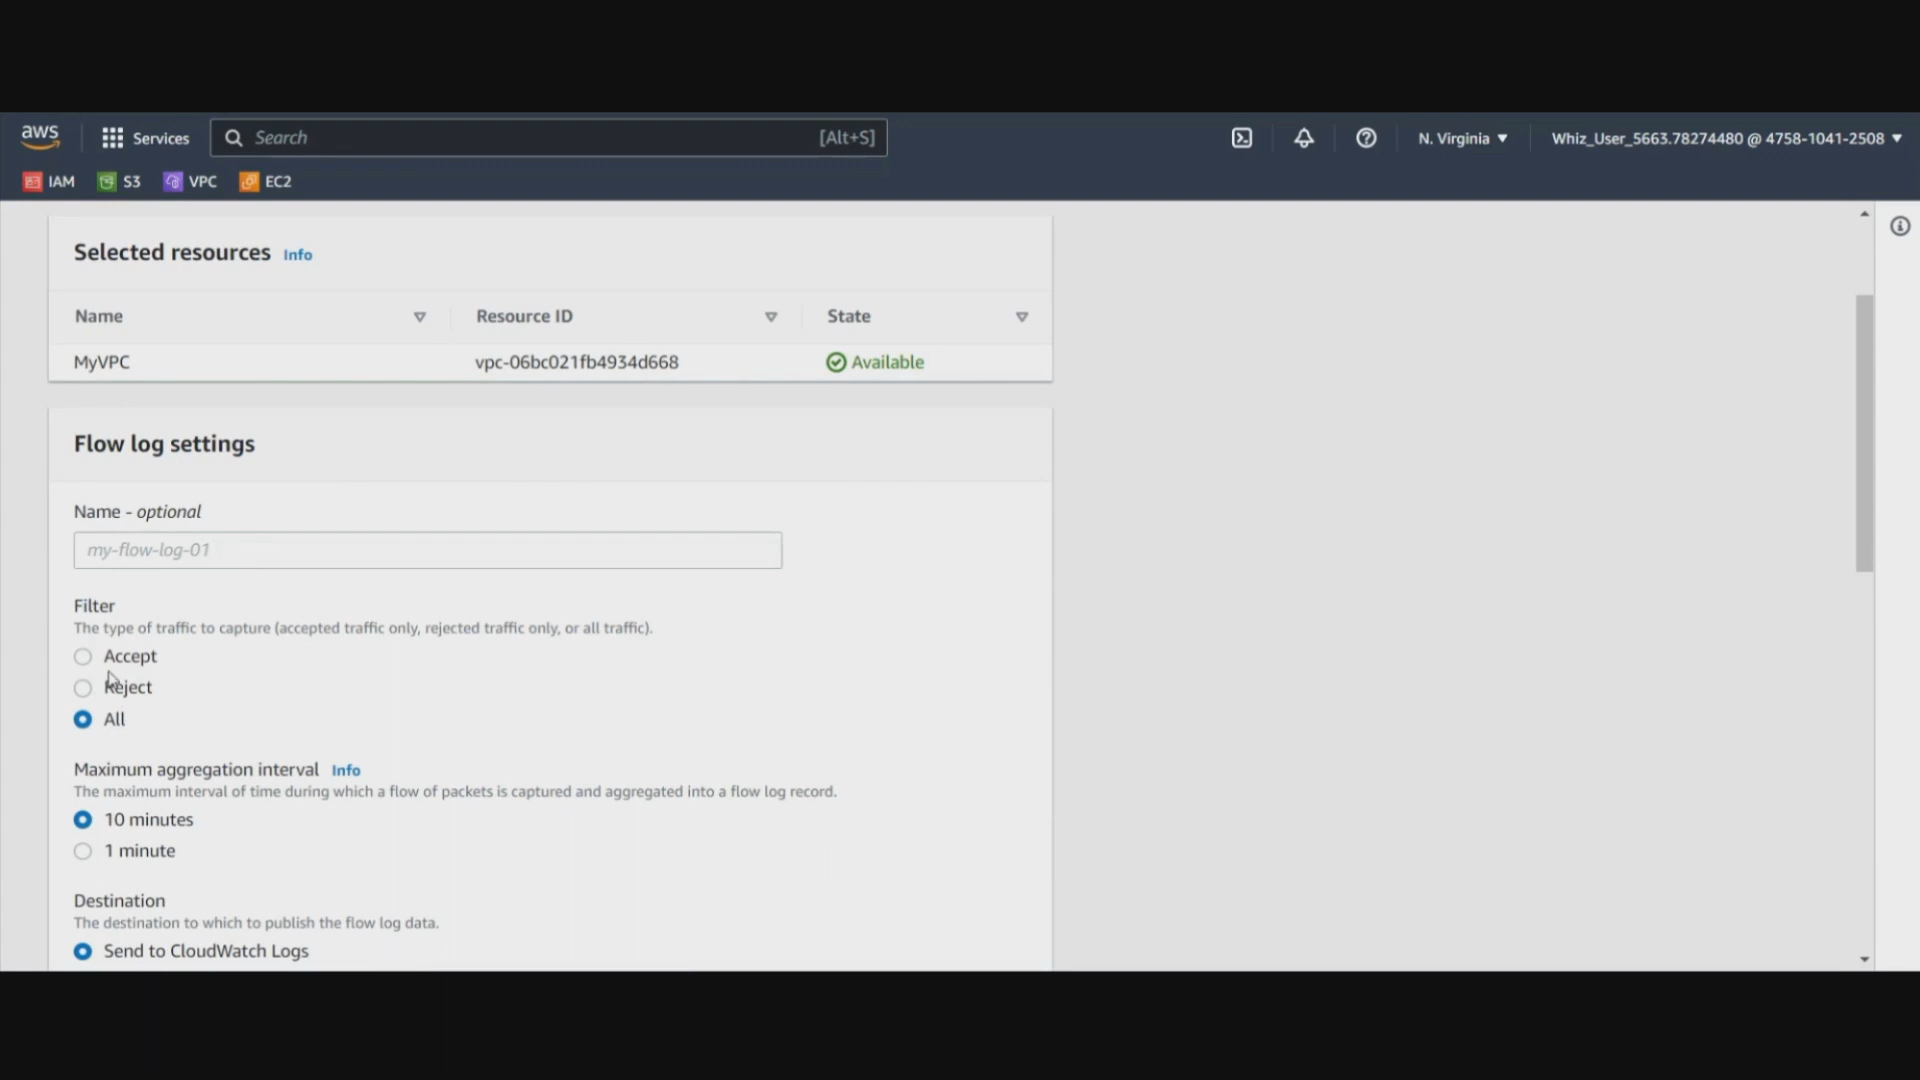 aws Services Search [Alt+S] N. Virginia Whiz_User_5663.78274480 @ 4758-1041-2508
IAM S3 VPC EC2
Selected resources Info
Name Resource ID State
MyVPC vpc-06bc021fb4934d668 Available
Flow log settings
Name - optional
my-flow-log-01
Filter
The type of traffic to capture (accepted traffic only, rejected traffic only, or all traffic).
Accept
Reject
All
Maximum aggregation interval Info
The maximum interval of time during which a flow of packets is captured and aggregated into a flow log record.
10 minutes
1 minute
Destination
The destination to which to publish the flow log data.
Send to CloudWatch Logs